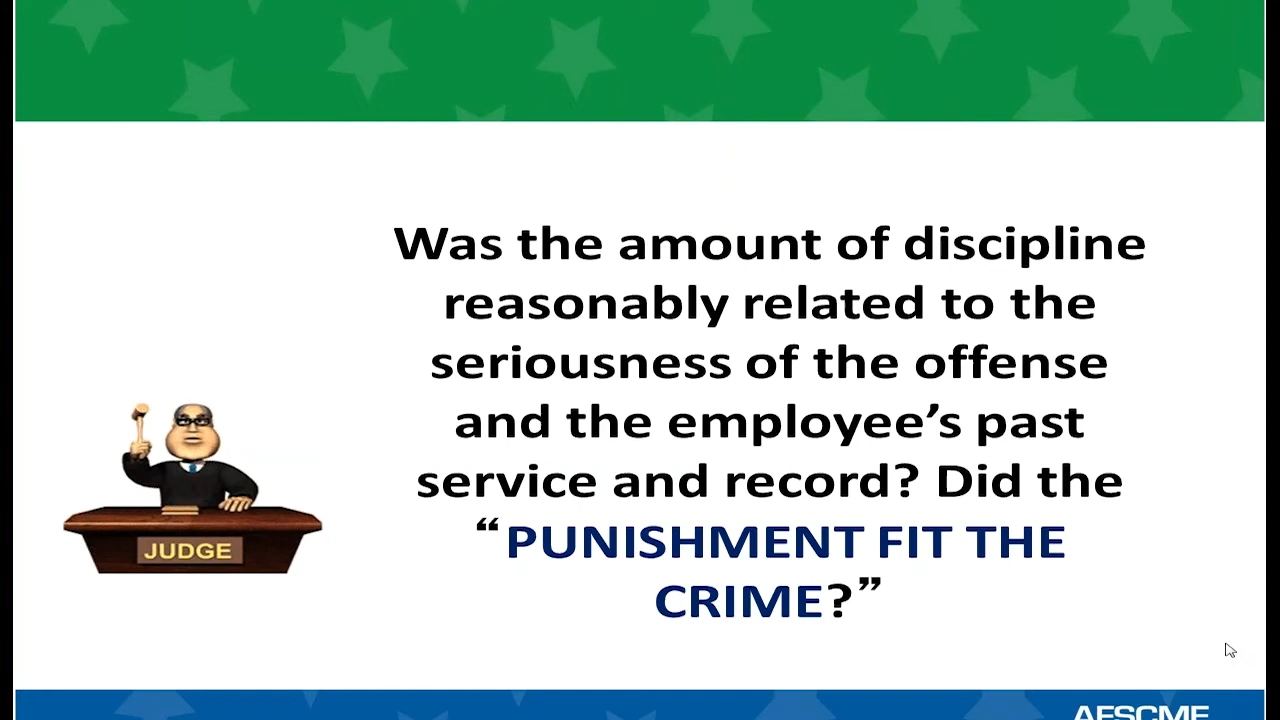 Was the amount of discipline
reasonably related to the
seriousness of the offense
and the employee’s past
service and record? Did the
“PUNISHMENT FIT THE
CRIME?”
JUDGE
AFSCME